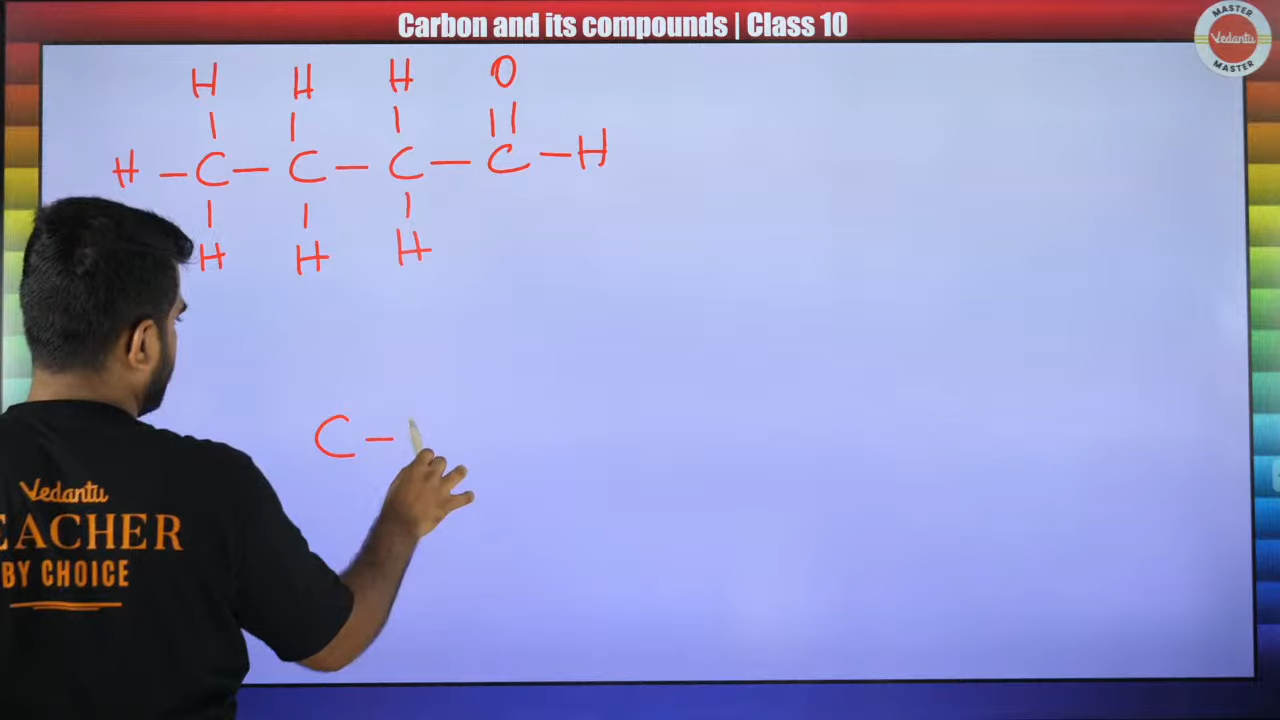 Carbon and its compounds | Class 10
MASTER
Vedantu
MASTER
H H H O
H – C – C – C – C – H
H H H
C –
Vedantu
EACHER
BY CHOICE